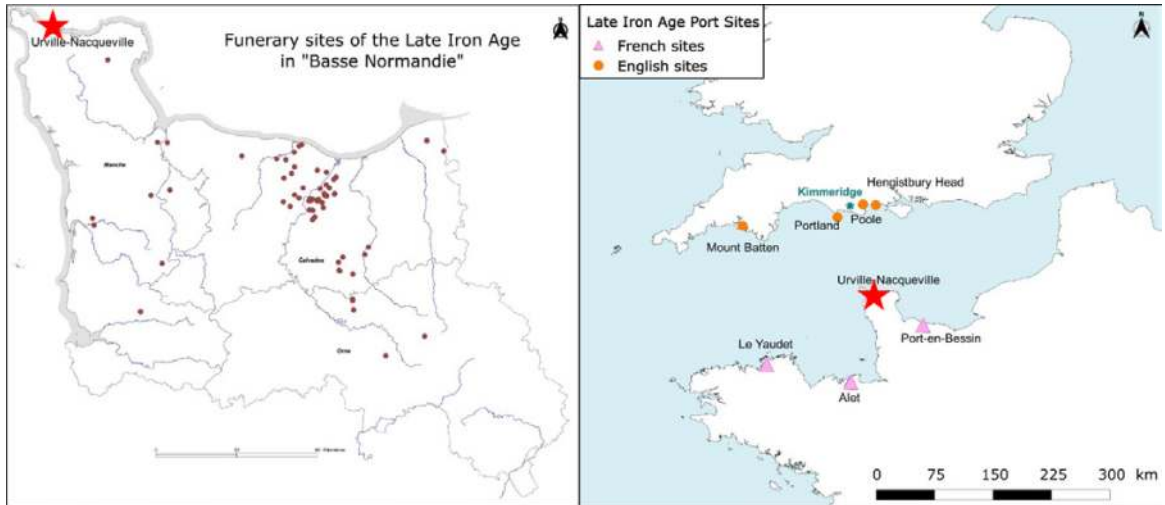 Urville-Nacqueville
Funerary sites of the Late Iron Age
in "Basse Normandie"
Manche
Calvados
Orne
0
Late Iron Age Port Sites
French sites
English sites
N
Kimmeridge
Hengistbury Head
Portland
Poole
Mount Batten
Urville-Nacqueville
Port-en-Bessin
Le Yaudet
Alet
0 75 150 225 300 km